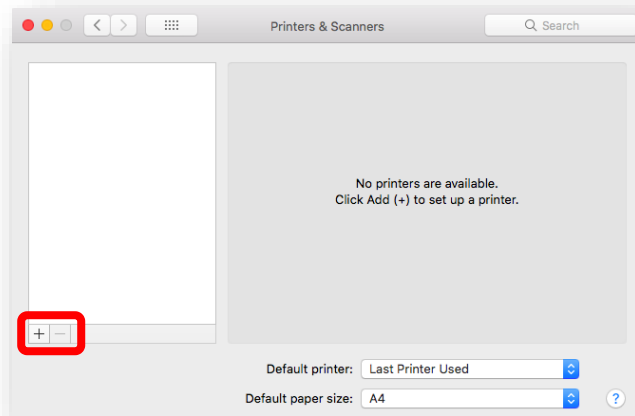 Printers & Scanners
Search
No printers are available.
Click Add (+) to set up a printer.
+ −
Default printer: Last Printer Used
Default paper size: A4
?